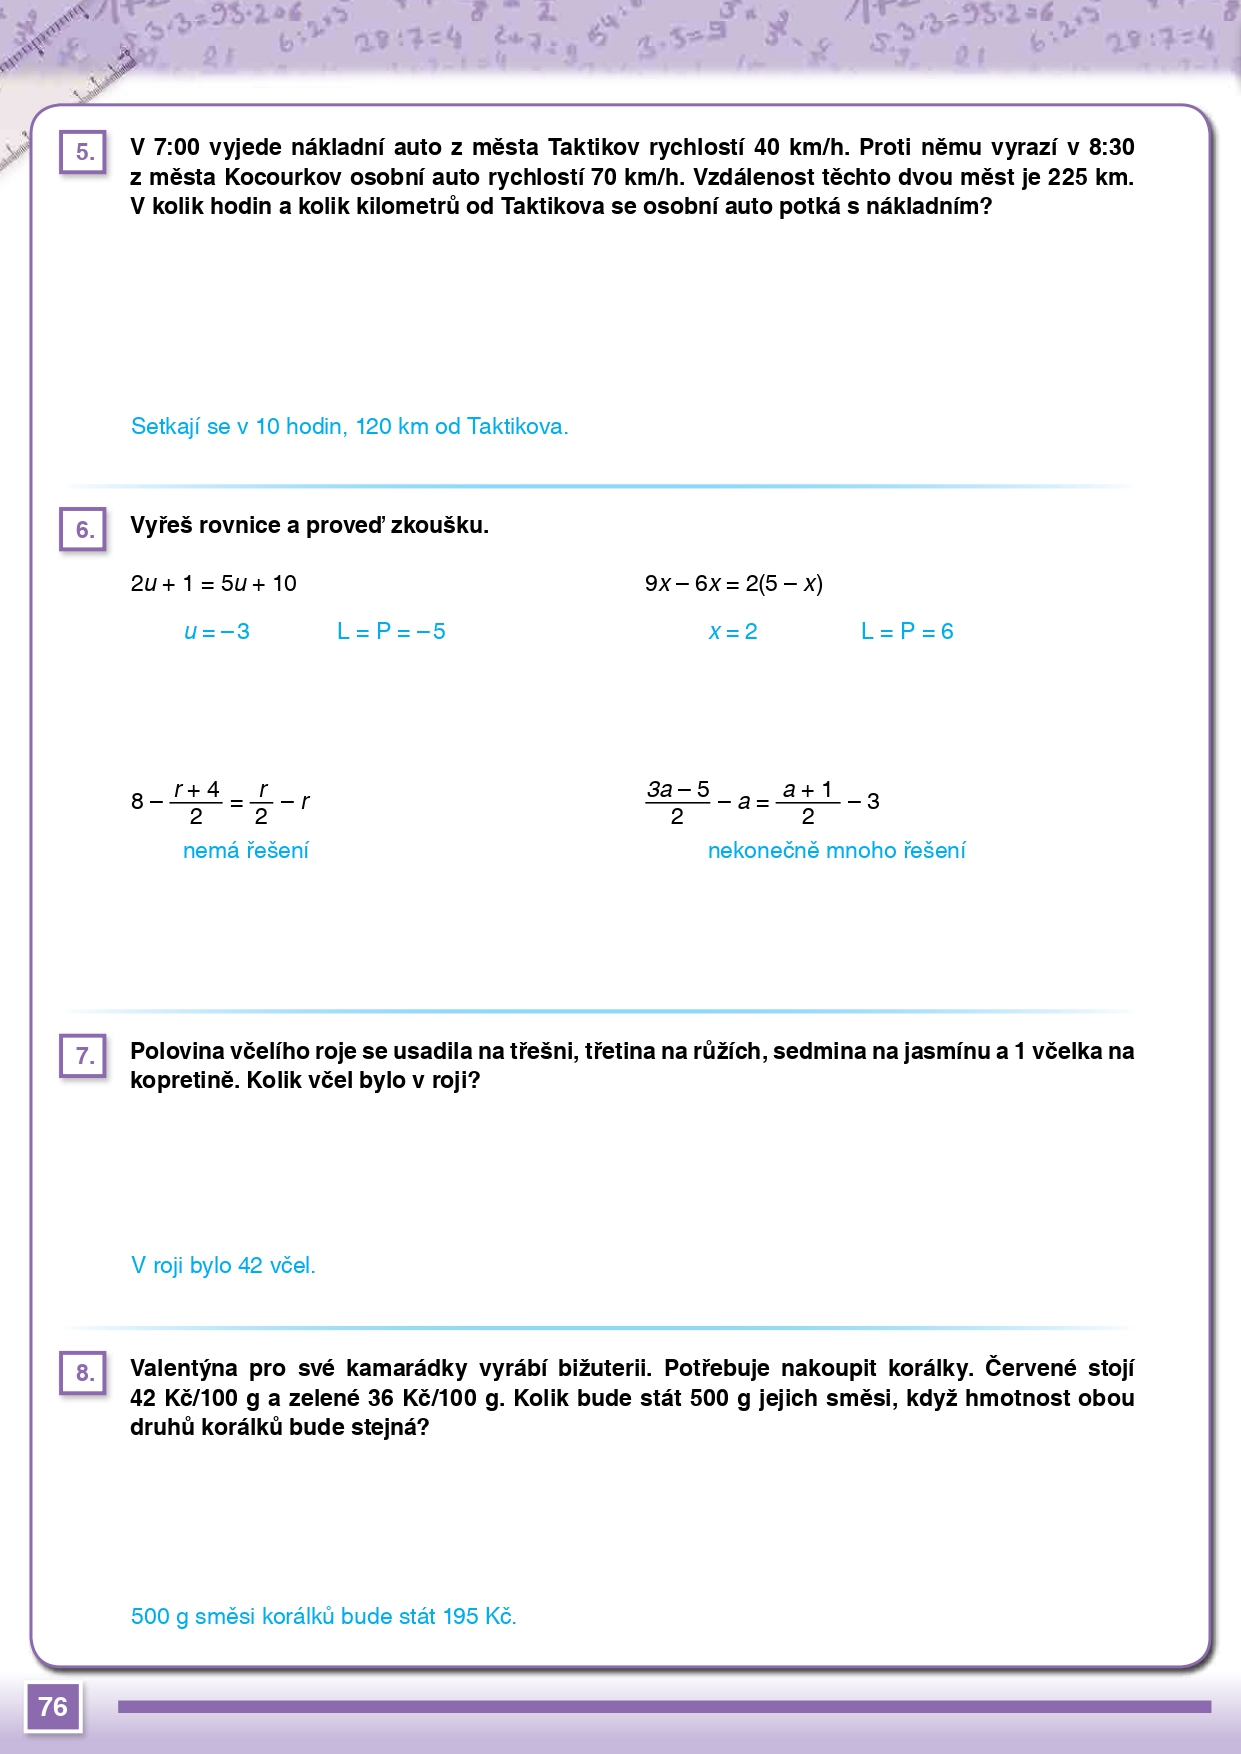 5.
V 7:00 vyjede nákladní auto z města Taktikov rychlostí 40 km/h. Proti němu vyrazí v 8:30
z města Kocourkov osobní auto rychlostí 70 km/h. Vzdálenost těchto dvou měst je 225 km.
V kolik hodin a kolik kilometrů od Taktikova se osobní auto potká s nákladním?
Setkají se v 10 hodin, 120 km od Taktikova.
6.
Vyřeš rovnice a proveď zkoušku.
2u + 1 = 5u + 10
9x – 6x = 2(5 – x)
u = –3 L = P = –5
x = 2 L = P = 6
8 – (r + 4)/2 = r/2 – r
(3a – 5)/2 – a = (a + 1)/2 – 3
nemá řešení
nekonečně mnoho řešení
7.
Polovina včelího roje se usadila na třešni, třetina na růžích, sedmina na jasmínu a 1 včelka na
kopretině. Kolik včel bylo v roji?
V roji bylo 42 včel.
8.
Valentýna pro své kamarádky vyrábí bižuterii. Potřebuje nakoupit korálky. Červené stojí
42 Kč/100 g a zelené 36 Kč/100 g. Kolik bude stát 500 g jejich směsi, když hmotnost obou
druhů korálků bude stejná?
500 g směsi korálků bude stát 195 Kč.
76